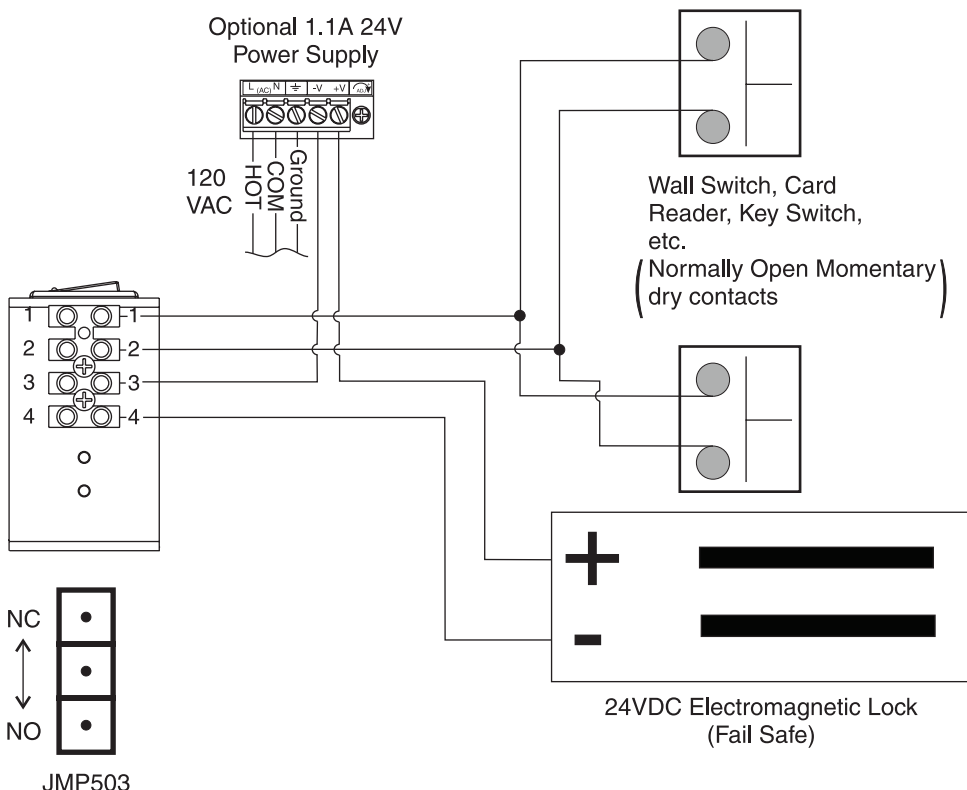 Optional 1.1A 24V
Power Supply
L (AC) N -V +V ADJ
120
VAC
HOT
COM
Ground
Wall Switch, Card
Reader, Key Switch,
etc.
(Normally Open Momentary)
dry contacts
1 1
2 2
3 3
4 4
+
-
24VDC Electromagnetic Lock
(Fail Safe)
NC
NO
JMP503